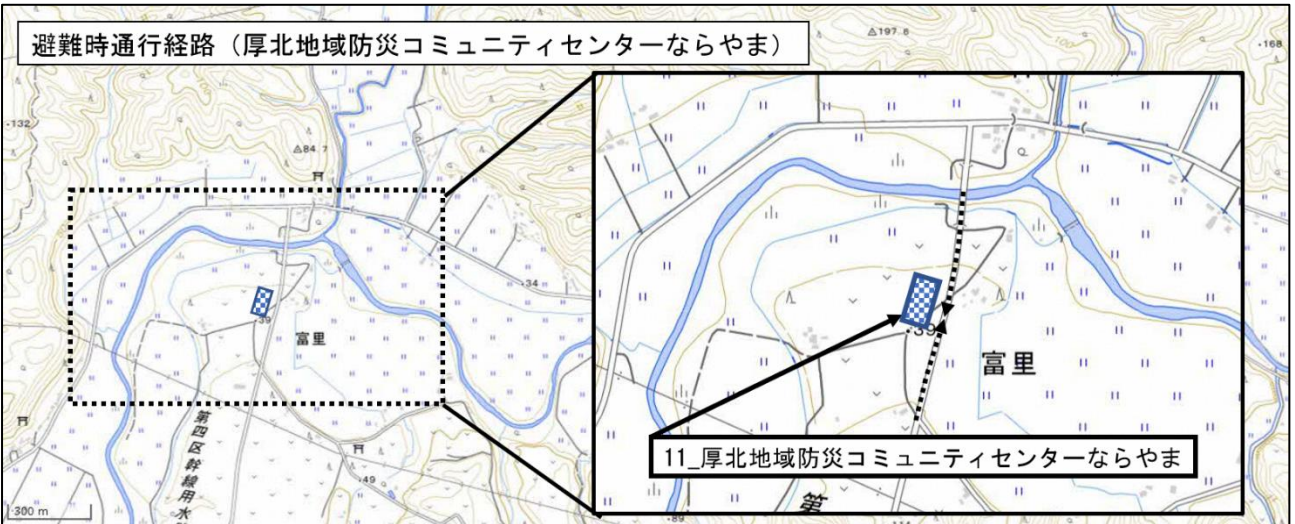 避難時通行経路（厚北地域防災コミュニティセンターならやま）
△197.6
・168
・132
△84.7
・34
・39
富里
第四区幹線用水
・49
300 m
・39
富里
11_厚北地域防災コミュニティセンターならやま
第
・89